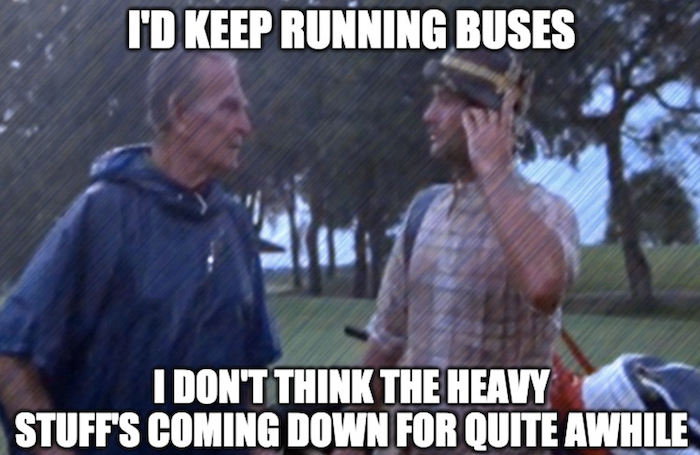 I'D KEEP RUNNING BUSES
I DON'T THINK THE HEAVY
STUFF'S COMING DOWN FOR QUITE AWHILE